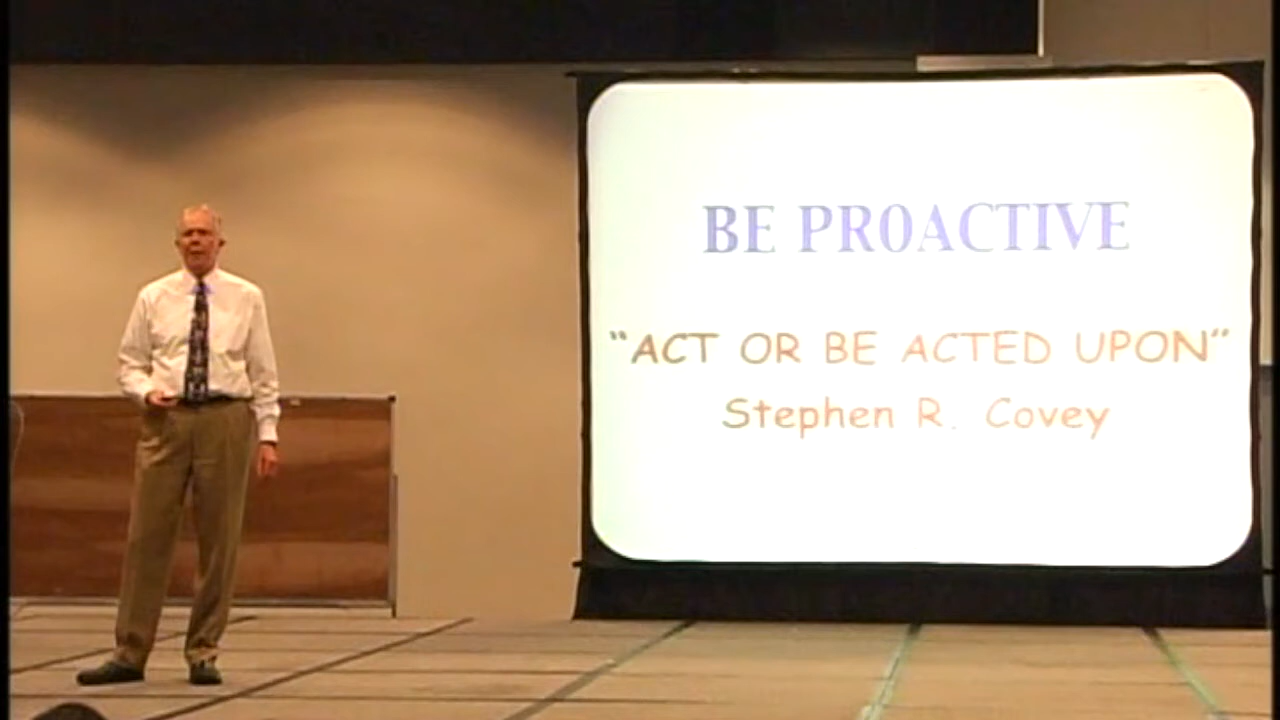 BE PROACTIVE
“ACT OR BE ACTED UPON”
Stephen R. Covey